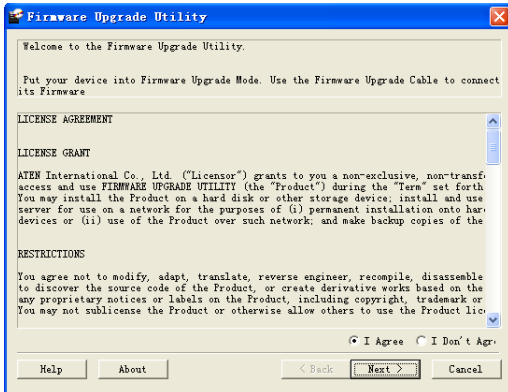 Firmware Upgrade Utility
Welcome to the Firmware Upgrade Utility.
Put your device into Firmware Upgrade Mode. Use the Firmware Upgrade Cable to connect
its Firmware
LICENSE AGREEMENT
LICENSE GRANT
ATEN International Co., Ltd. ("Licensor") grants to you a non-exclusive, non-transf
access and use FIRMWARE UPGRADE UTILITY (the "Product") during the "Term" set forth
You may install the Product on a hard disk or other storage device; install and use
server for use on a network for the purposes of (i) permanent installation onto har
devices or (ii) use of the Product over such network; and make backup copies of the
RESTRICTIONS
You agree not to modify, adapt, translate, reverse engineer, recompile, disassemble
to discover the source code of the Product, or create derivative works based on the
any proprietary notices or labels on the Product, including copyright, trademark or
You may not sublicense the Product or otherwise allow others to use the Product lic
I Agree I Don't Agr
Help About < Back Next > Cancel